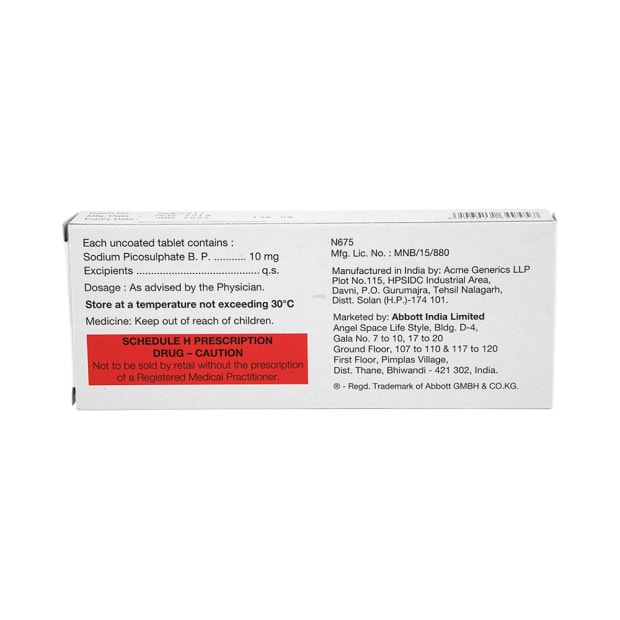 Batch No.
Mfg. Date
Expiry Date
Each uncoated tablet contains :
Sodium Picosulphate B. P. ........... 10 mg
Excipients .......................................... q.s.
Dosage : As advised by the Physician.
Store at a temperature not exceeding 30°C
Medicine: Keep out of reach of children.
SCHEDULE H PRESCRIPTION
DRUG – CAUTION
Not to be sold by retail without the prescription
of a Registered Medical Practitioner.
N675
Mfg. Lic. No. : MNB/15/880
Manufactured in India by: Acme Generics LLP
Plot No.115, HPSIDC Industrial Area,
Davni, P.O. Gurumajra, Tehsil Nalagarh,
Distt. Solan (H.P.)-174 101.
Marketed by: Abbott India Limited
Angel Space Life Style, Bldg. D-4,
Gala No. 7 to 10, 17 to 20
Ground Floor, 107 to 110 & 117 to 120
First Floor, Pimplas Village,
Dist. Thane, Bhiwandi - 421 302, India.
® - Regd. Trademark of Abbott GMBH & CO.KG.